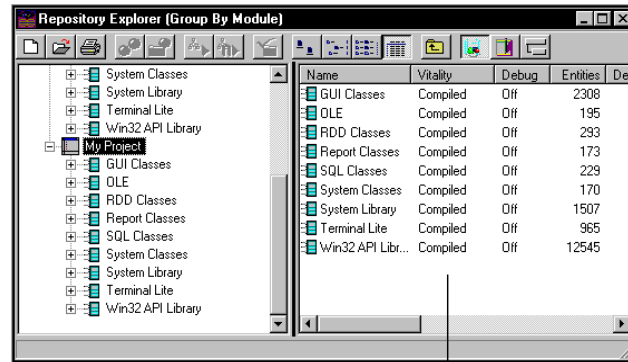 Repository Explorer (Group By Module)
System Classes
System Library
Terminal Lite
Win32 API Library
My Project
GUI Classes
OLE
RDD Classes
Report Classes
SQL Classes
System Classes
System Library
Terminal Lite
Win32 API Library
Name Vitality Debug Entities De
GUI Classes Compiled Off 2308
OLE Compiled Off 195
RDD Classes Compiled Off 293
Report Classes Compiled Off 173
SQL Classes Compiled Off 229
System Classes Compiled Off 170
System Library Compiled Off 1507
Terminal Lite Compiled Off 965
Win32 API Libr... Compiled Off 12545